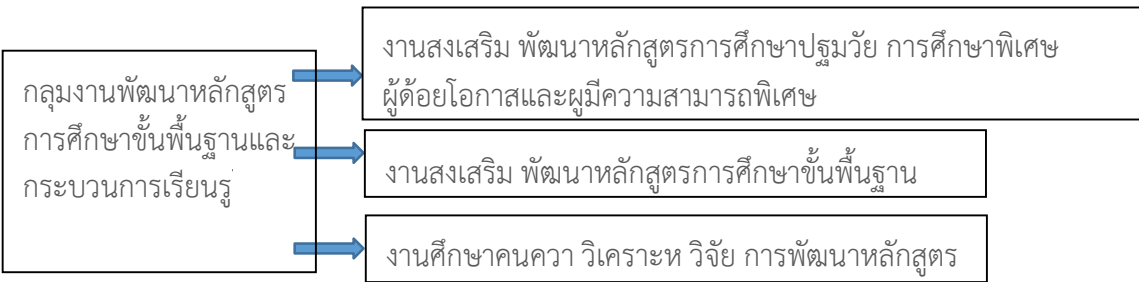 กลุมงานพัฒนาหลักสูตร
การศึกษาขั้นพื้นฐานและ
กระบวนการเรียนรู่
งานสงเสริม พัฒนาหลักสูตรการศึกษาปฐมวัย การศึกษาพิเศษ
ผู้ด้อยโอกาสและผูมีความสามารถพิเศษ
งานสงเสริม พัฒนาหลักสูตรการศึกษาขั้นพื้นฐาน
งานศึกษาคนควา วิเคราะห วิจัย การพัฒนาหลักสูตร